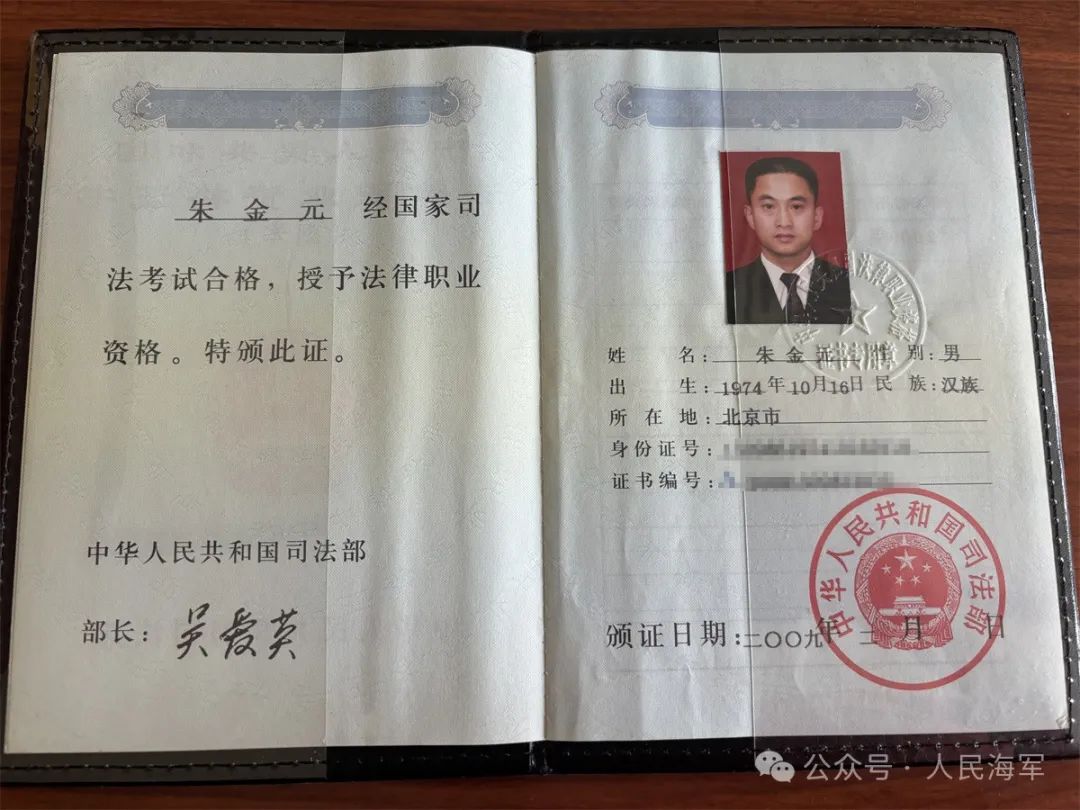 朱金元 经国家司
法考试合格，授予法律职业
资格。特颁此证。
中华人民共和国司法部
部长：吴爱英
姓 名：朱金元 性别：男
出 生：1974年10月16日 民 族：汉族
所 在 地：北京市
身份证号：
证书编号：
中华人民共和国司法部
颁证日期：二〇〇九年 二 月 日
公众号 · 人民海军